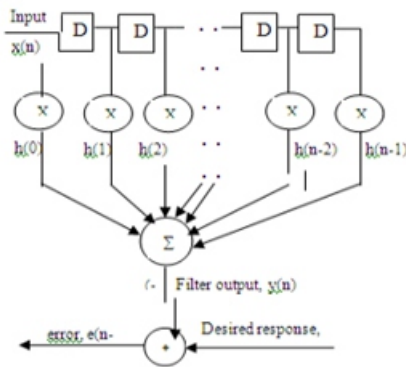 Input
x(n)
D D D D
X X X X X
h(0) h(1) h(2) h(n-2) h(n-1)
Σ
(- Filter output, y(n)
error, e(n-
Desired response,
+